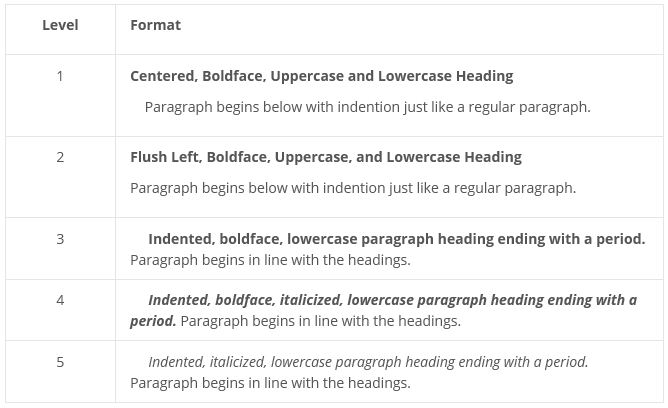 Level Format
1 Centered, Boldface, Uppercase and Lowercase Heading
Paragraph begins below with indention just like a regular paragraph.
2 Flush Left, Boldface, Uppercase, and Lowercase Heading
Paragraph begins below with indention just like a regular paragraph.
3 Indented, boldface, lowercase paragraph heading ending with a period.
Paragraph begins in line with the headings.
4 Indented, boldface, italicized, lowercase paragraph heading ending with a
period. Paragraph begins in line with the headings.
5 Indented, italicized, lowercase paragraph heading ending with a period.
Paragraph begins in line with the headings.